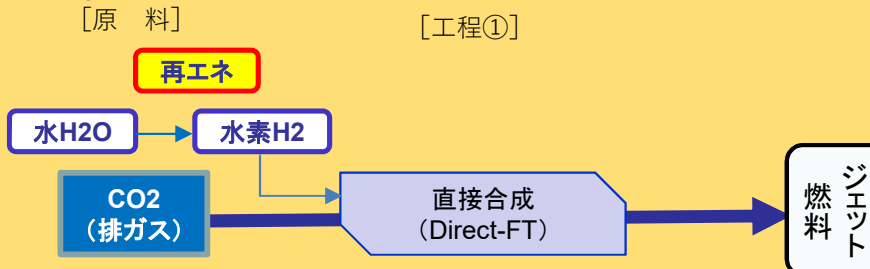 [原　料]
[工程①]
再エネ
水H2O
水素H2
CO2
（排ガス）
直接合成
（Direct-FT）
ジェット
燃料